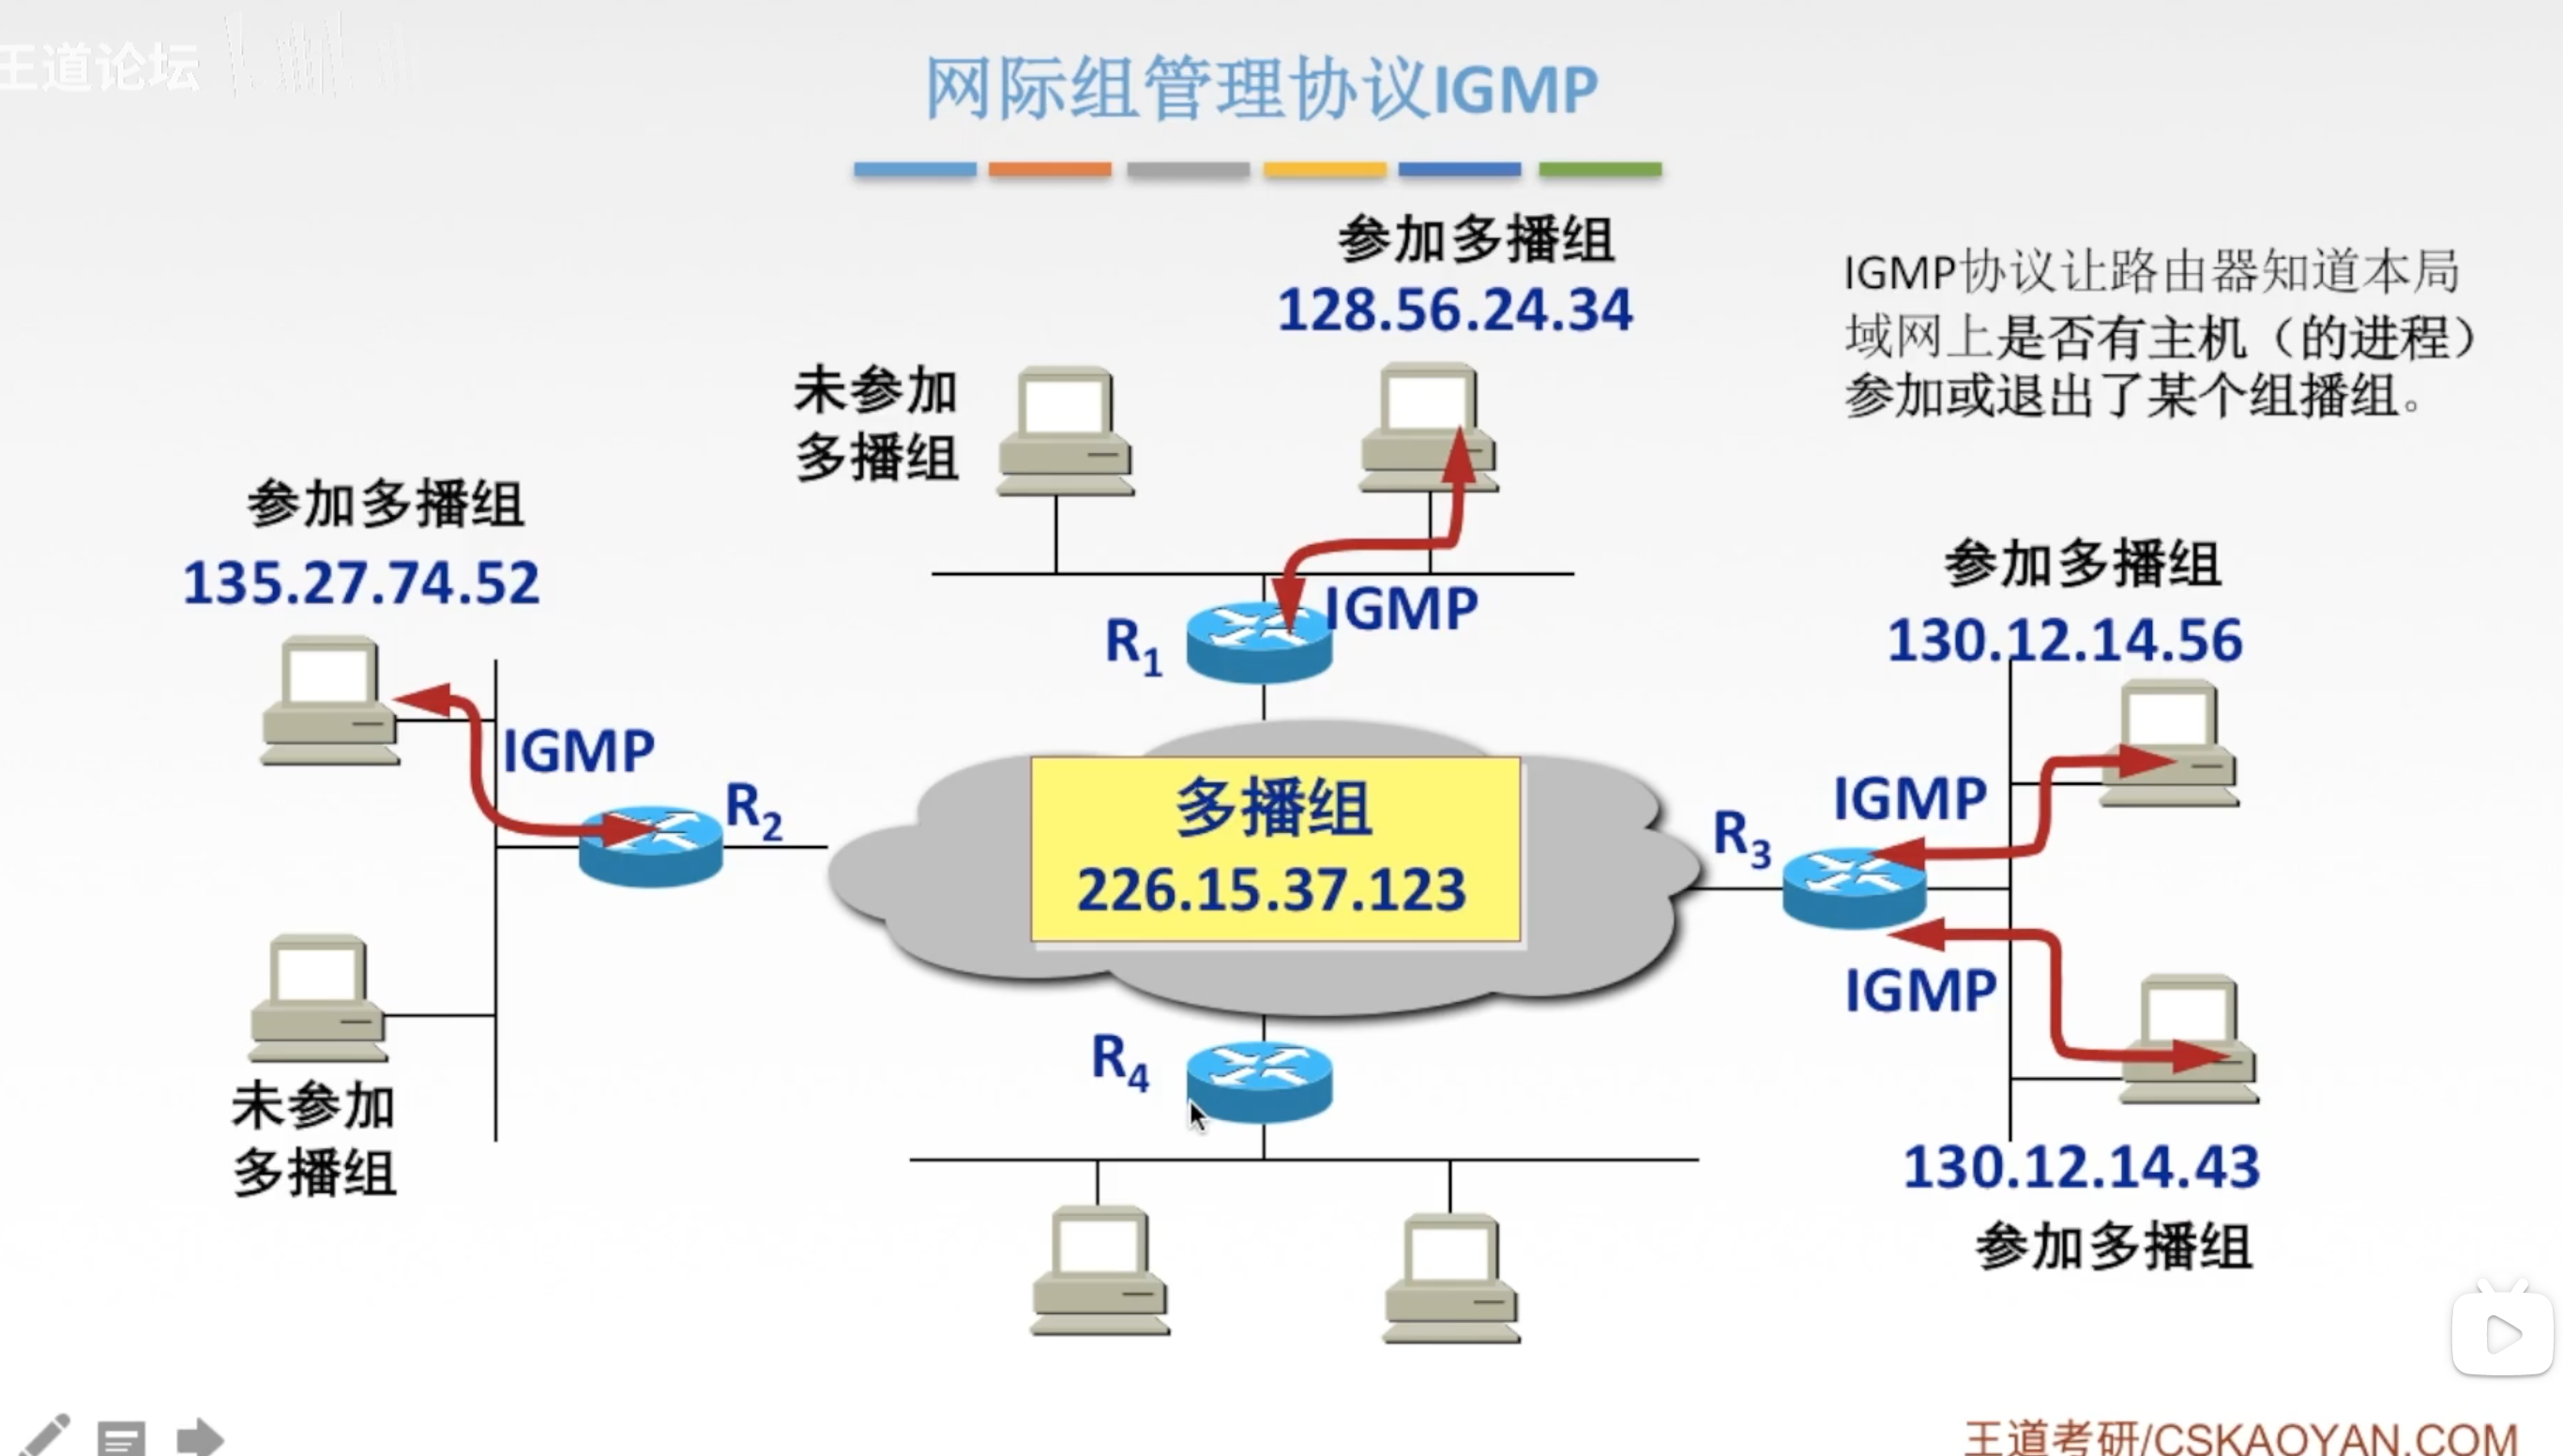 王道论坛
网际组管理协议IGMP
参加多播组
128.56.24.34
IGMP协议让路由器知道本局
域网上是否有主机（的进程）
参加或退出了某个组播组。
未参加
多播组
参加多播组
135.27.74.52
IGMP
R1
参加多播组
130.12.14.56
IGMP
R2
多播组
226.15.37.123
IGMP
R3
IGMP
R4
未参加
多播组
130.12.14.43
参加多播组
王道考研/CSKAOYAN.COM